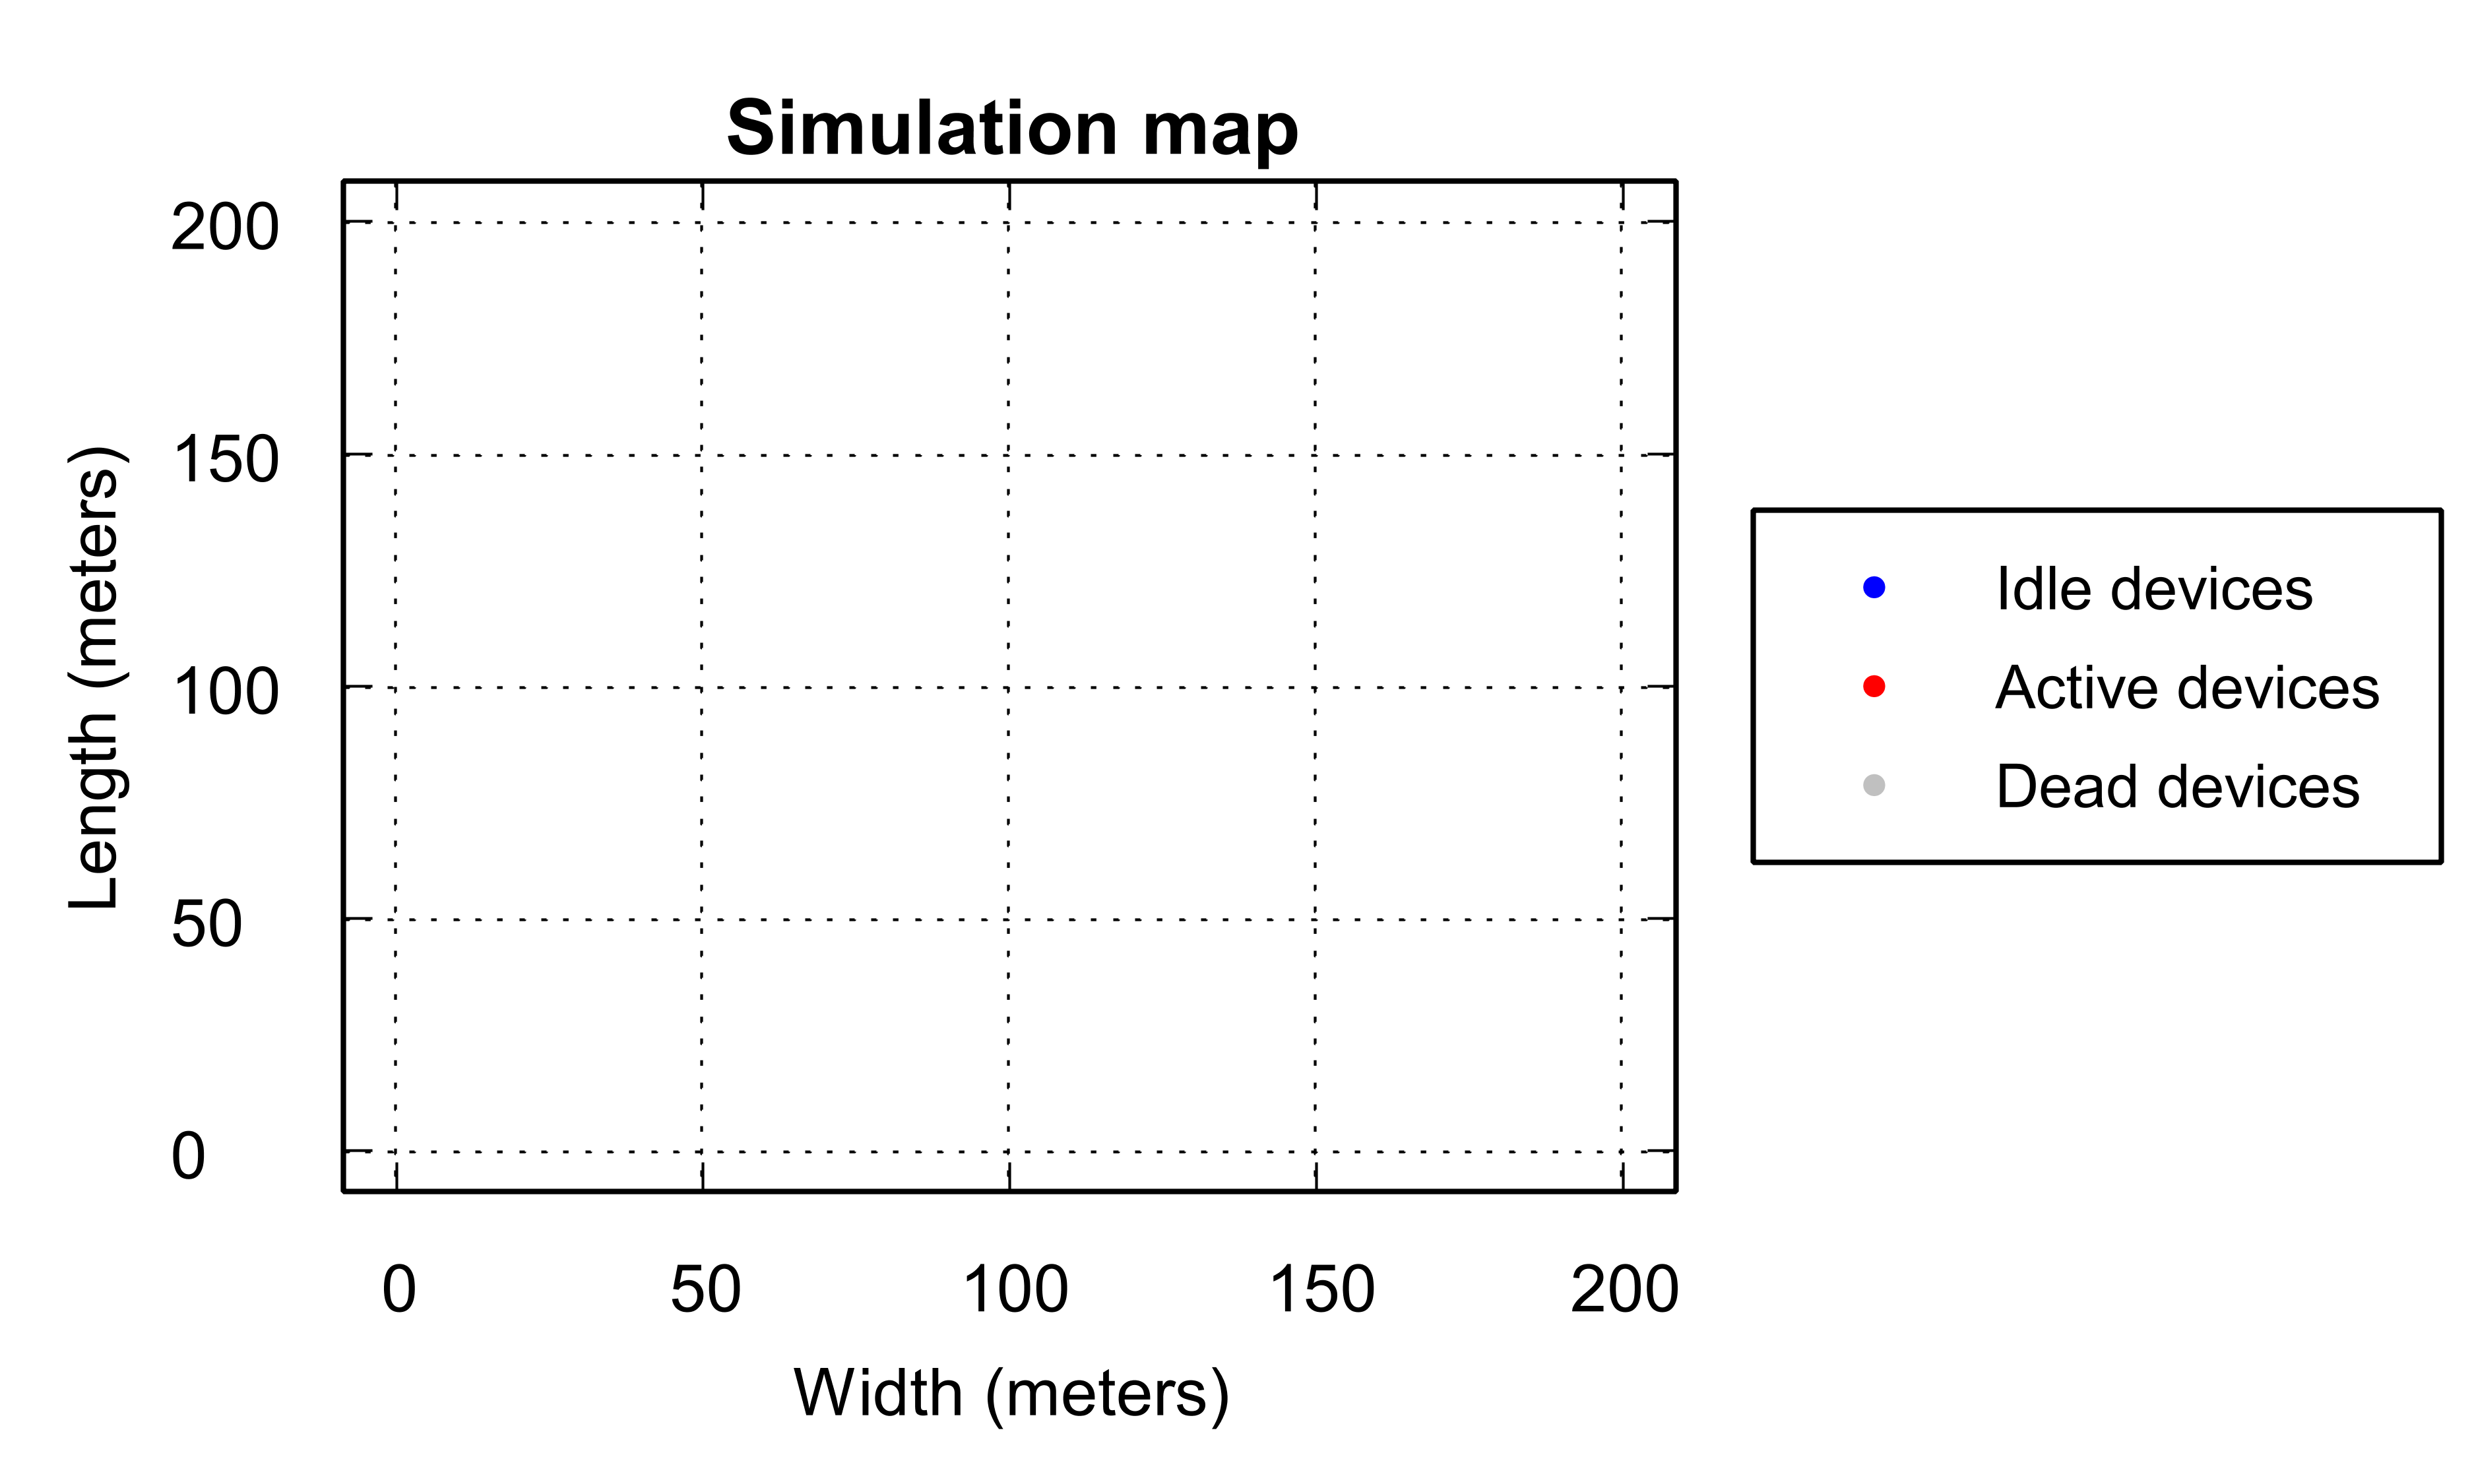 Simulation map
200
150
100
50
0
Length (meters)
0 50 100 150 200
Width (meters)
Idle devices
Active devices
Dead devices